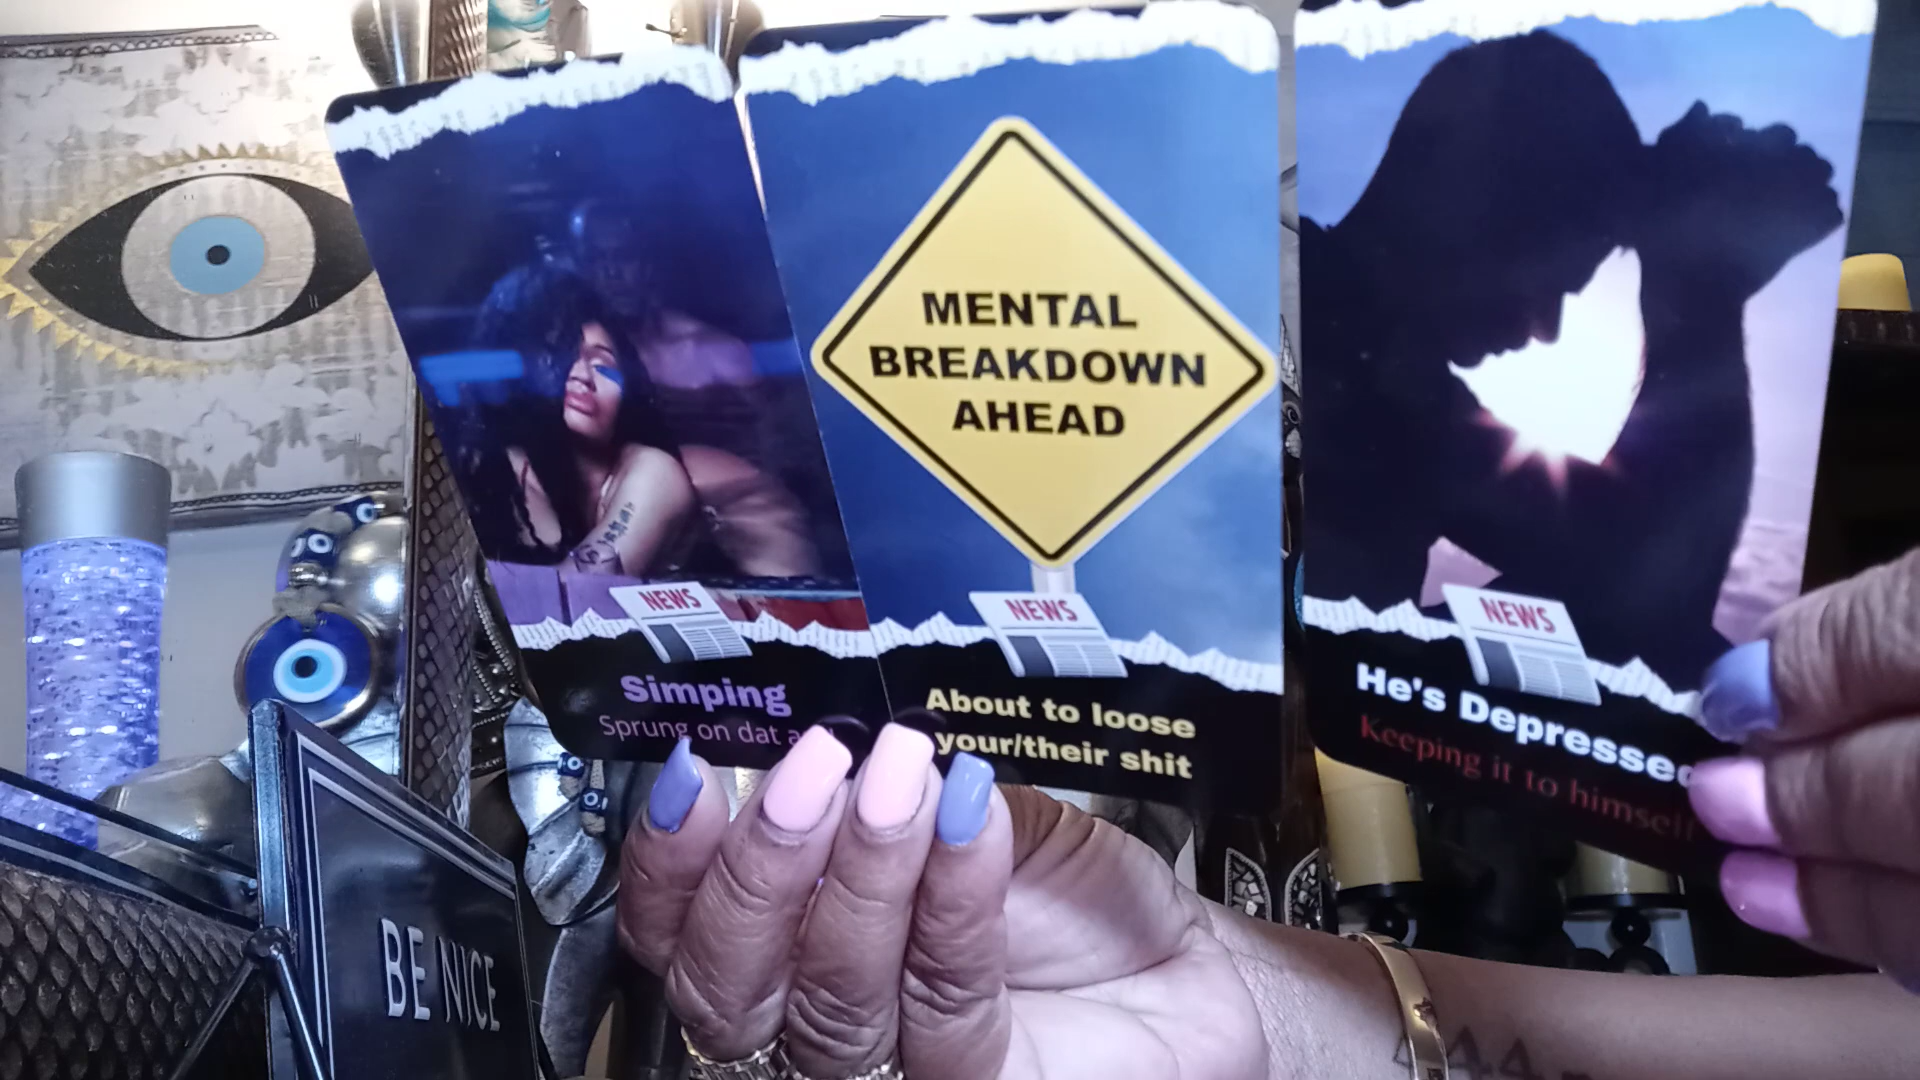 MENTAL
BREAKDOWN
AHEAD
NEWS
NEWS
NEWS
Simping
Sprung on dat
About to loose
your/their shit
He's Depressed
Keeping it to himself
BE NICE